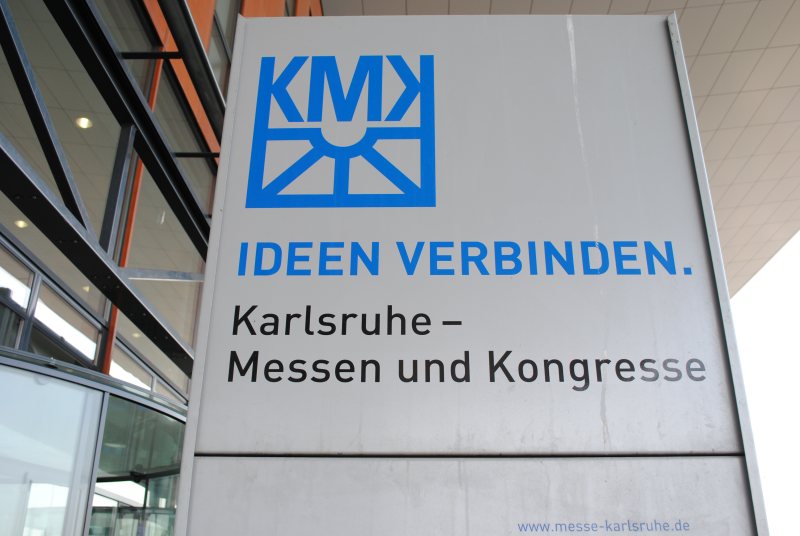 KMK
IDEEN VERBINDEN.
Karlsruhe –
Messen und Kongresse
www.messe-karlsruhe.de